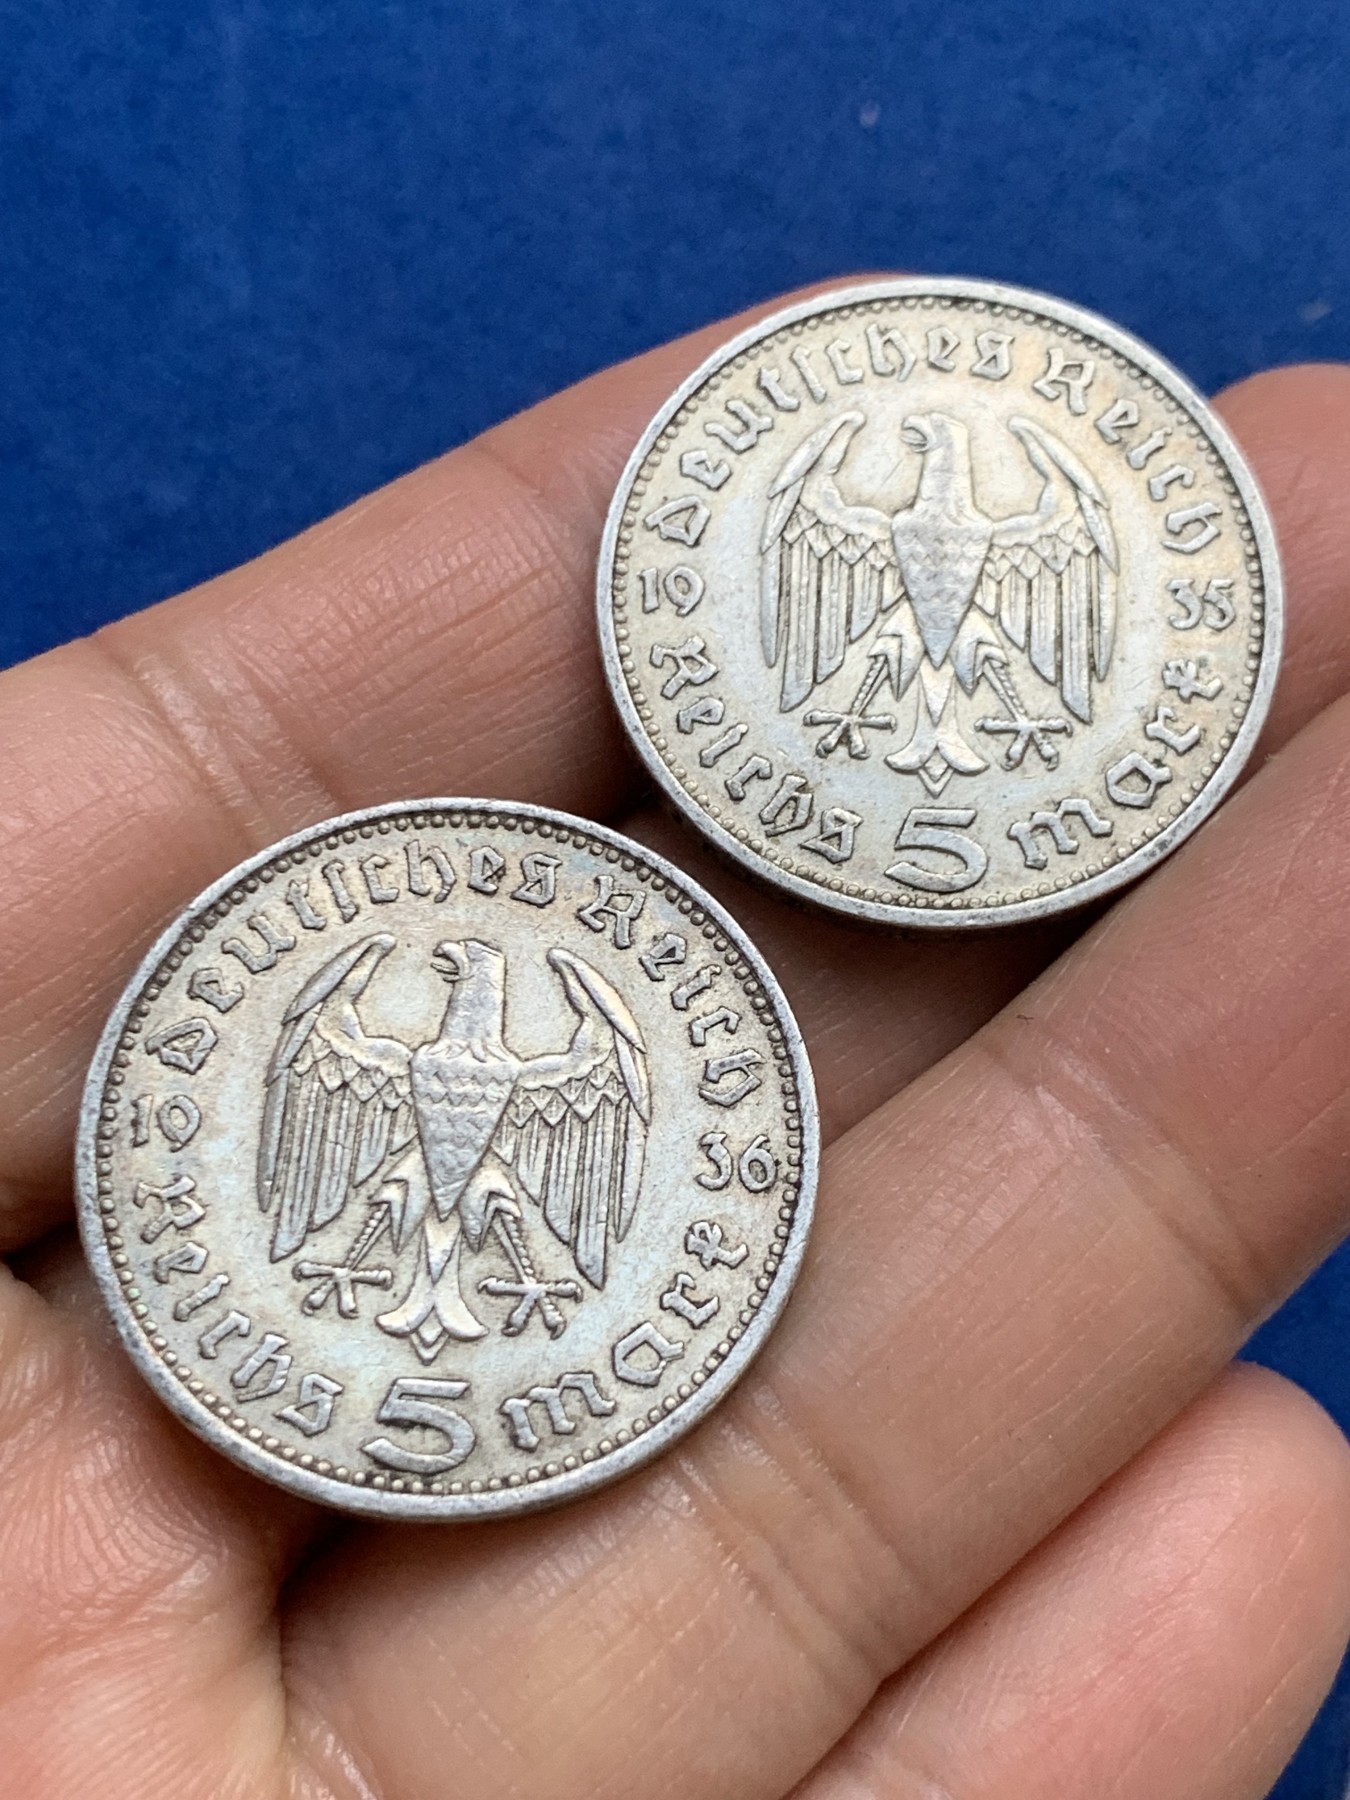 Deutsches Reich
19 35
Reichs 5 mark
Deutsches Reich
19 36
Reichs 5 mark